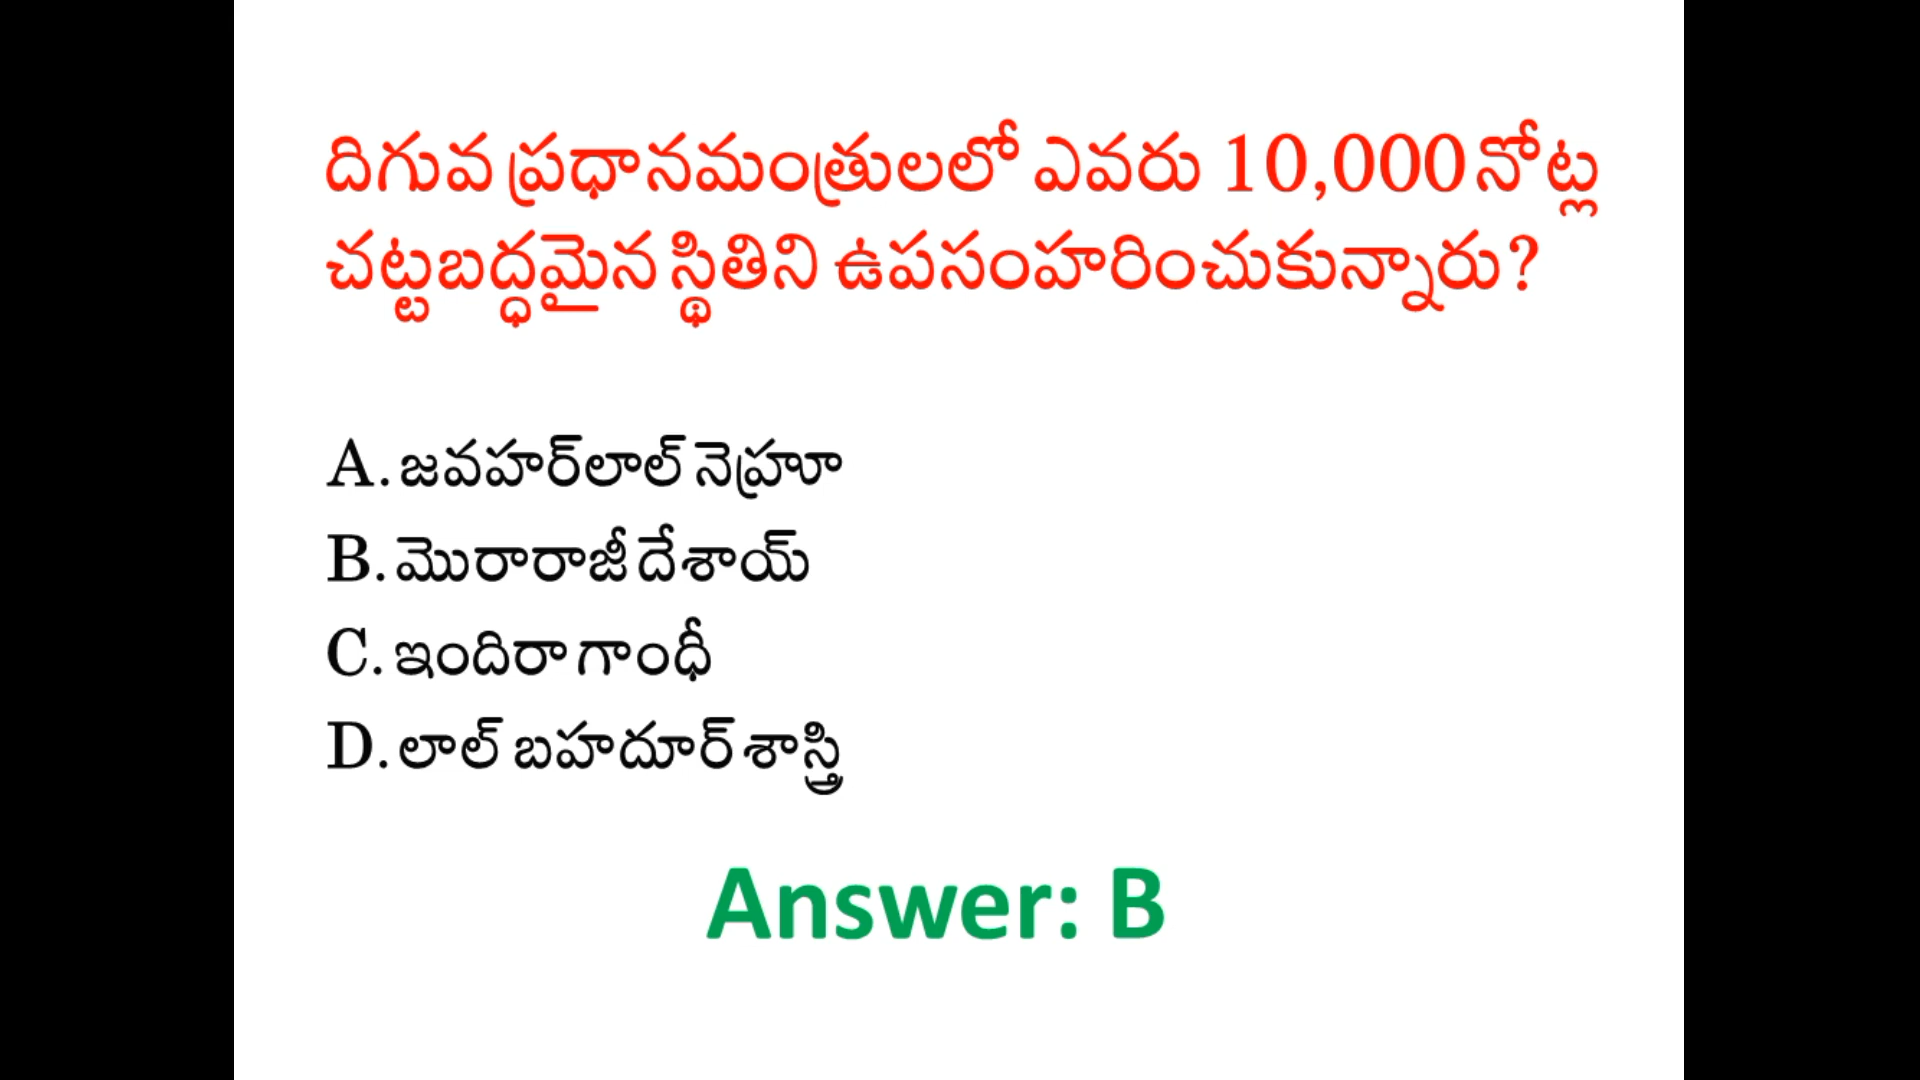 దిగువ ప్రధానమంత్రులలో ఎవరు 10,000 నోట్ల
చట్టబద్ధమైన స్థితిని ఉపసంహరించుకున్నారు?
A. జవహర్‌లాల్ నెహ్రూ
B. మొరారాజీ దేశాయ్
C. ఇందిరా గాంధీ
D. లాల్ బహదూర్ శాస్త్రి
Answer: B